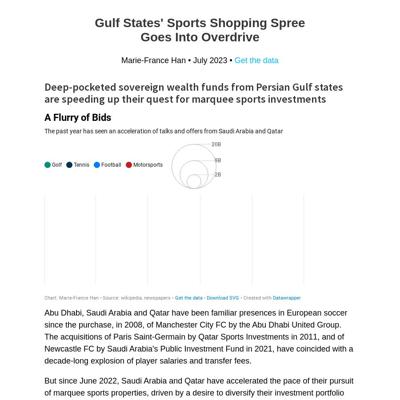 Gulf States' Sports Shopping Spree
Goes Into Overdrive
Marie-France Han • July 2023 • Get the data
Deep-pocketed sovereign wealth funds from Persian Gulf states
are speeding up their quest for marquee sports investments
A Flurry of Bids
The past year has seen an acceleration of talks and offers from Saudi Arabia and Qatar
Golf Tennis Football Motorsports
2B
Chart: Marie-France Han • Source: wikipedia, newspapers • Get the data • Download SVG • Created with Datawrapper
Abu Dhabi, Saudi Arabia and Qatar have been familiar presences in European soccer
since the purchase, in 2008, of Manchester City FC by the Abu Dhabi United Group.
The acquisitions of Paris Saint-Germain by Qatar Sports Investments in 2011, and of
Newcastle FC by Saudi Arabia's Public Investment Fund in 2021, have coincided with a
decade-long explosion of player salaries and transfer fees.
But since June 2022, Saudi Arabia and Qatar have accelerated the pace of their pursuit
of marquee sports properties, driven by a desire to diversify their investment portfolio